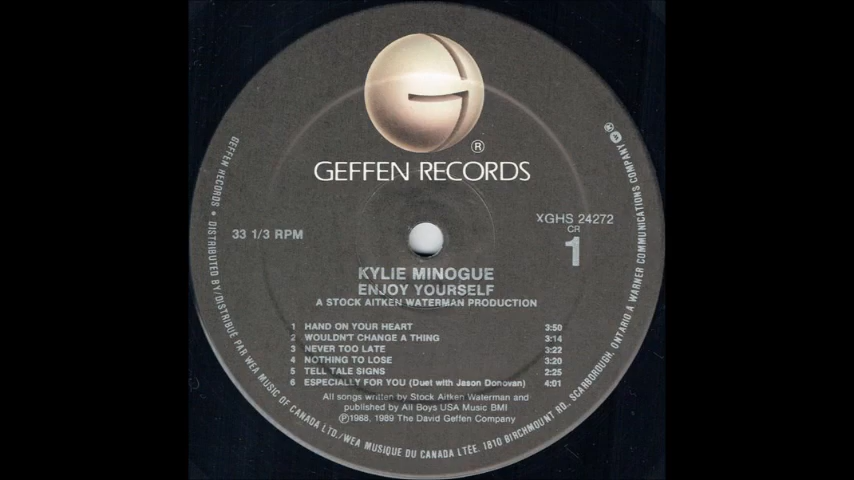 ®
GEFFEN RECORDS
33 1/3 RPM
XGHS 24272
CR
1
KYLIE MINOGUE
ENJOY YOURSELF
A STOCK AITKEN WATERMAN PRODUCTION
1 HAND ON YOUR HEART 3:50
2 WOULDN'T CHANGE A THING 3:14
3 NEVER TOO LATE 3:22
4 NOTHING TO LOSE 3:22
5 TELL TALE SIGNS 2:25
6 ESPECIALLY FOR YOU (Duet with Jason Donovan) 4:01
All songs written by Stock Aitken Waterman and
published by All Boys USA Music BMI
℗1988, 1989 The David Geffen Company
GEFFEN RECORDS • DISTRIBUTED BY/DISTRIBUÉ PAR WEA MUSIC OF CANADA LTD./WEA MUSIQUE DU CANADA LTÉE. 1810 BIRCHMOUNT RD., SCARBOROUGH, ONTARIO A WARNER COMMUNICATIONS COMPANY